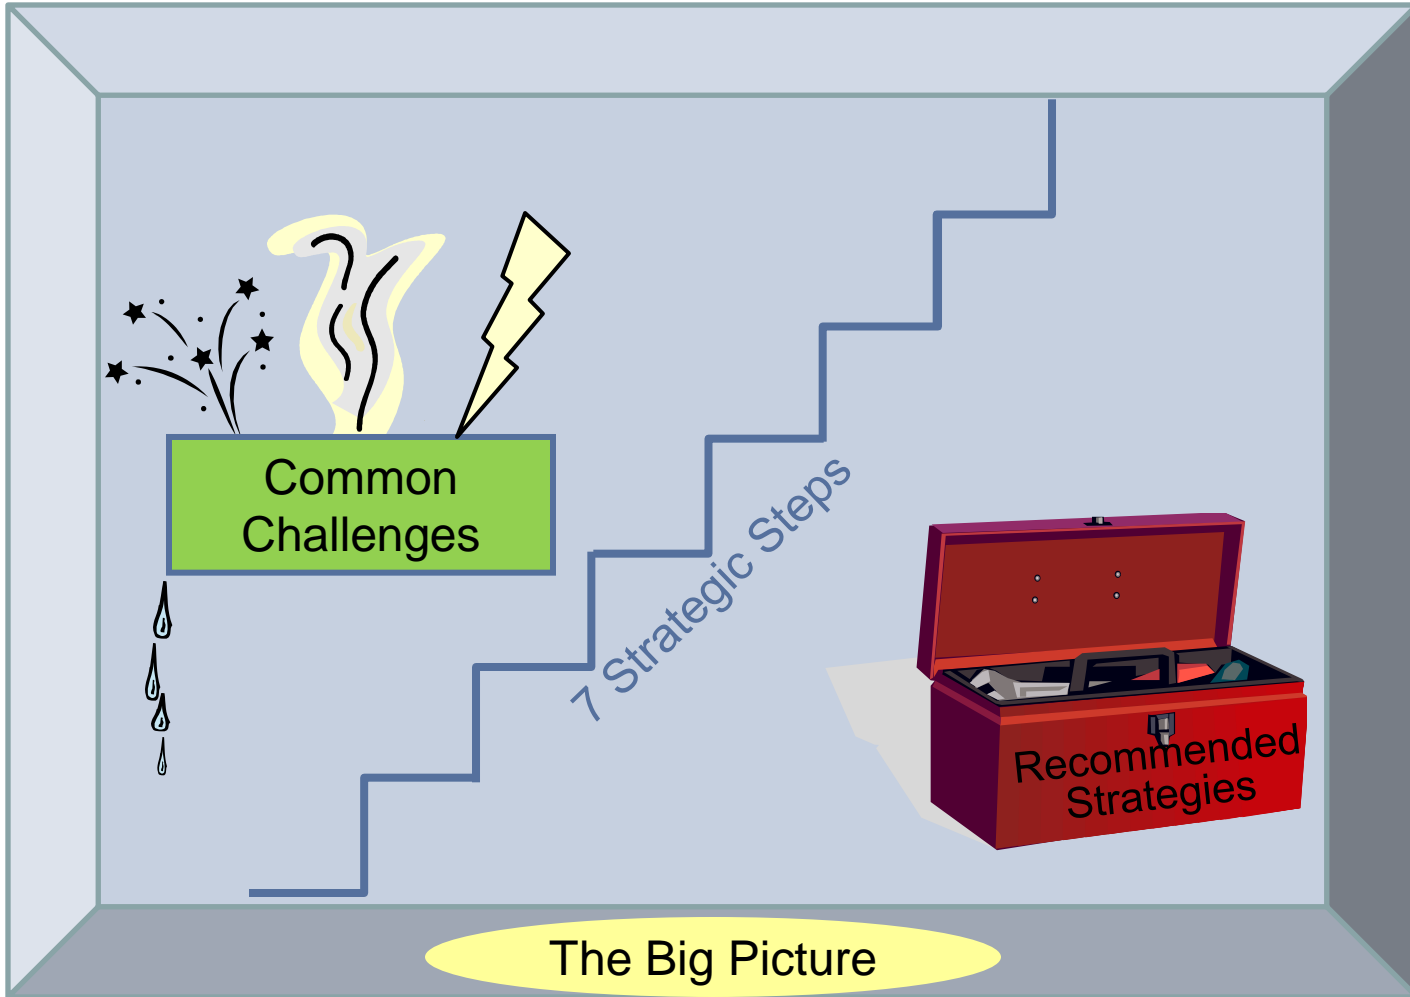 Common
Challenges
7 Strategic Steps
Recommended
Strategies
The Big Picture